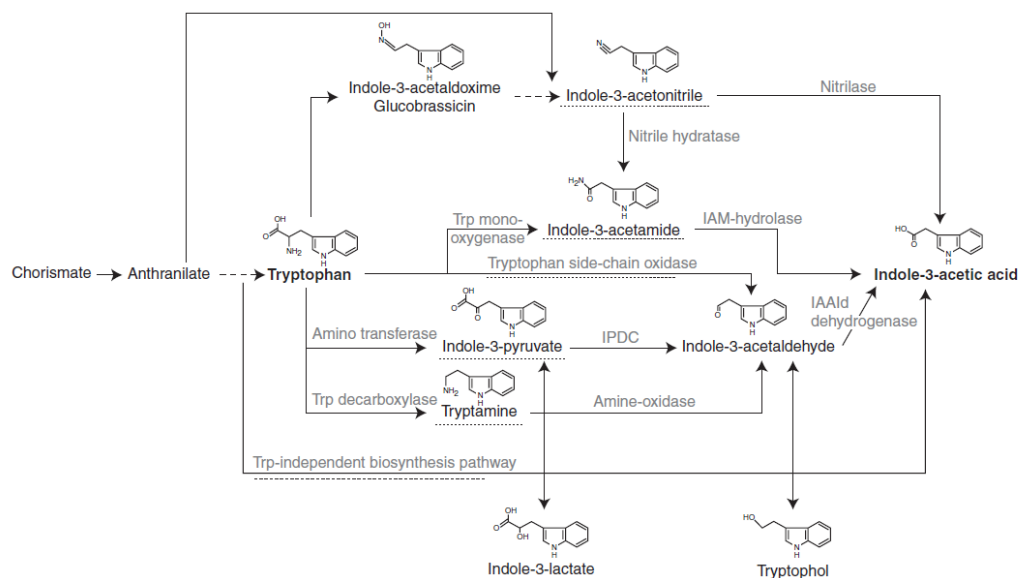 OH
N
N
H
Indole-3-acetaldoxime
Glucobrassicin
N
N
H
Indole-3-acetonitrile
Nitrilase
Nitrile hydratase
H2N
O
N
H
Indole-3-acetamide
Trp mono-
oxygenase
IAM-hydrolase
OH
O
NH2
N
H
HO
O
N
H
Chorismate
Anthranilate
Tryptophan
Tryptophan side-chain oxidase
Indole-3-acetic acid
OH
O
O
N
H
O
N
H
IAAld
dehydrogenase
Amino transferase
Indole-3-pyruvate
IPDC
Indole-3-acetaldehyde
NH2
N
H
Trp decarboxylase
Tryptamine
Amine-oxidase
Trp-independent biosynthesis pathway
OH
O
OH
N
H
Indole-3-lactate
HO
N
H
Tryptophol